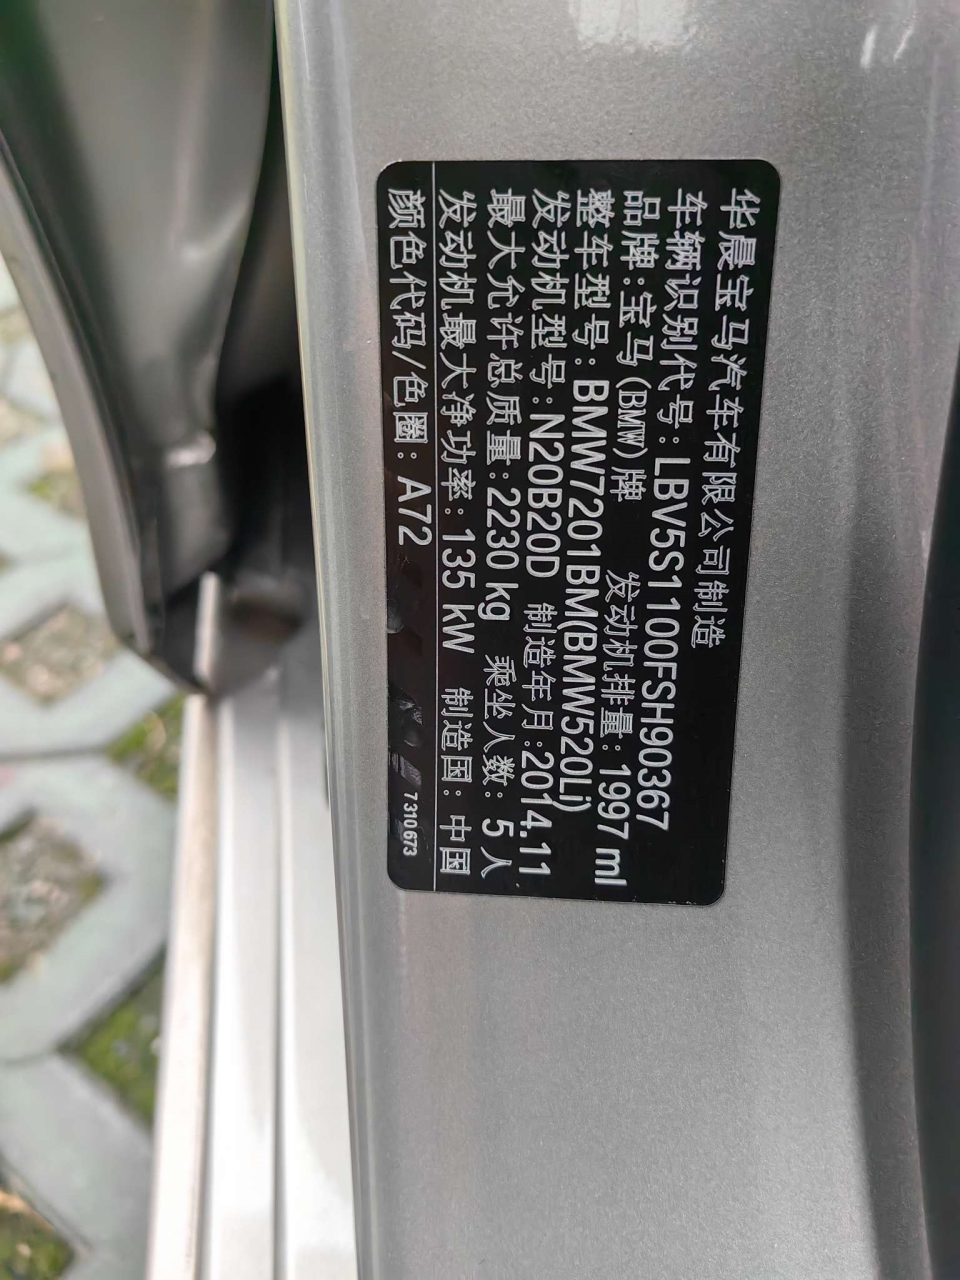 华晨宝马汽车有限公司制造
车辆识别代号:LBV5S1100FSH90367
品牌:宝马(BMW)牌 发动机排量:1997 ml
整车型号:BMW7201BM(BMW520Li)
发动机型号:N20B20D 制造年月:2014.11
最大允许总质量:2230 kg 乘坐人数:5人
发动机最大净功率:135 kW 制造国:中国
颜色代码/色圈:A72 7310673